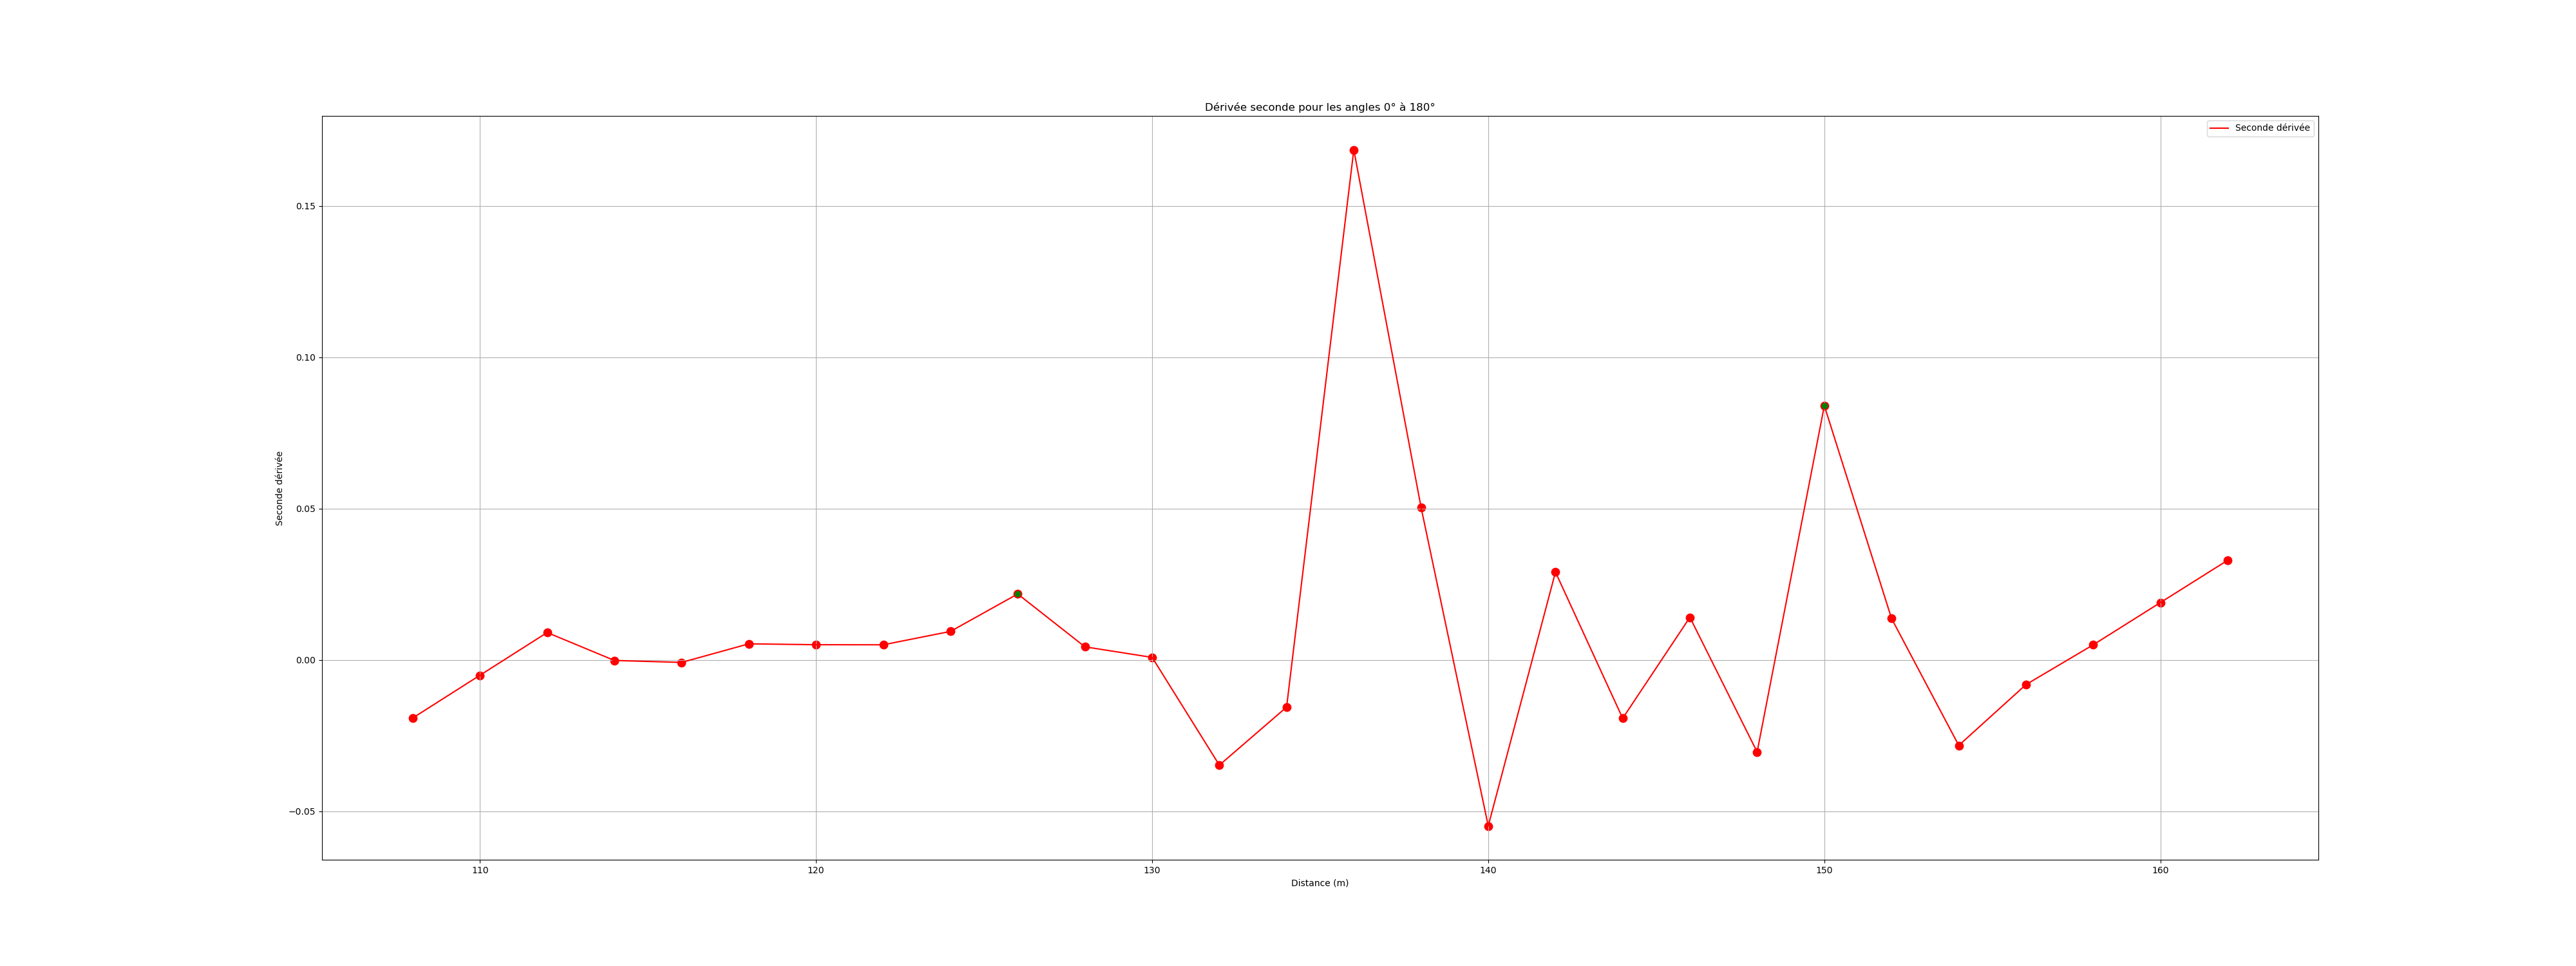 Dérivée seconde pour les angles 0° à 180°
Seconde dérivée
0.15
0.10
0.05
0.00
−0.05
Seconde dérivée
110 120 130 140 150 160
Distance (m)